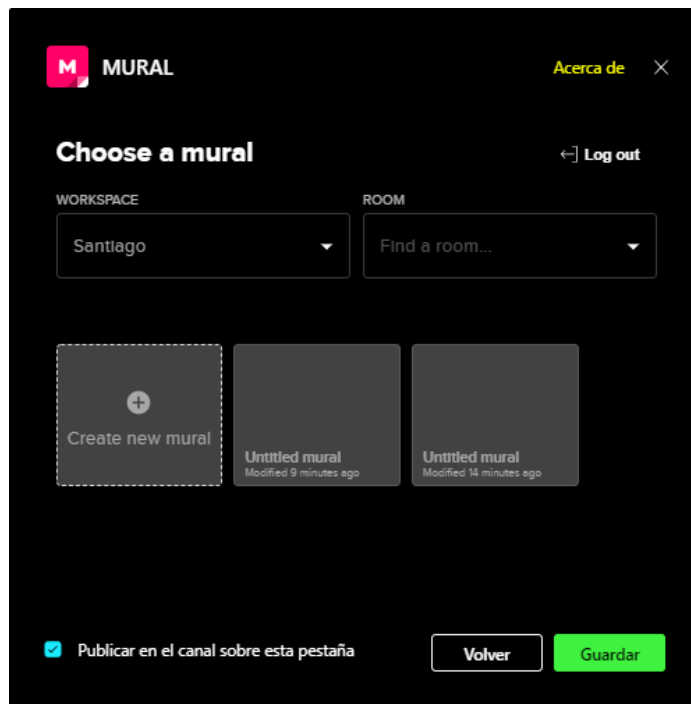 M MURAL
Acerca de
Choose a mural
Log out
WORKSPACE
ROOM
Santiago
Find a room...
Create new mural
Untitled mural
Modified 9 minutes ago
Untitled mural
Modified 14 minutes ago
Publicar en el canal sobre esta pestaña
Volver
Guardar